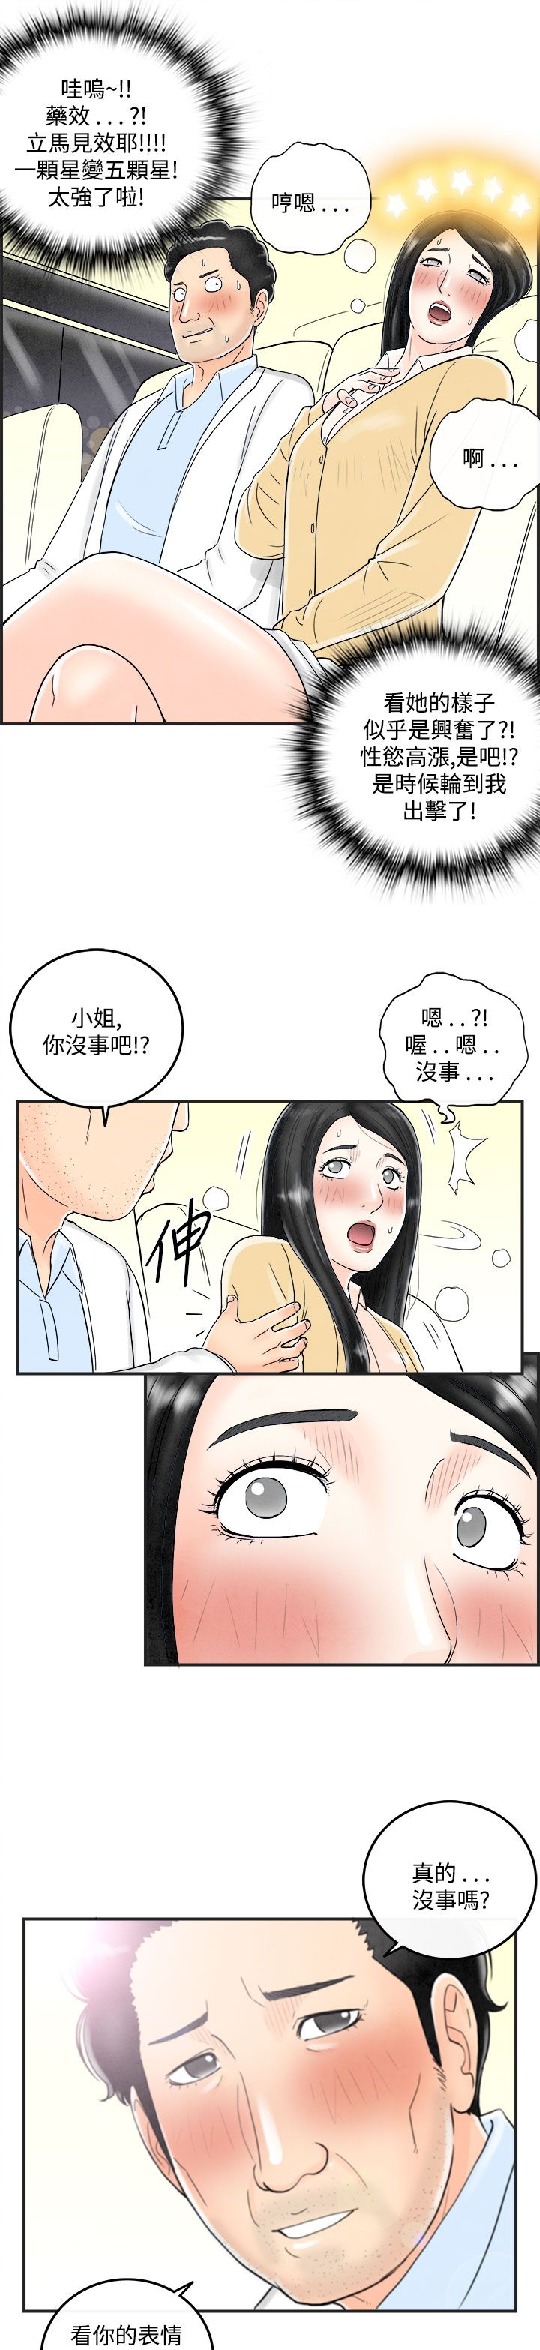 哇嗚~!!
藥效...?!
立馬見效耶!!!!
一顆星變五顆星!
太強了啦!
哼嗯...
啊...
看她的樣子
似乎是興奮了?!
性慾高漲,是吧!?
是時候輪到我
出擊了!
小姐,
你沒事吧!?
嗯..?!
喔..嗯..
沒事...
伸
真的...
沒事嗎?
看你的表情